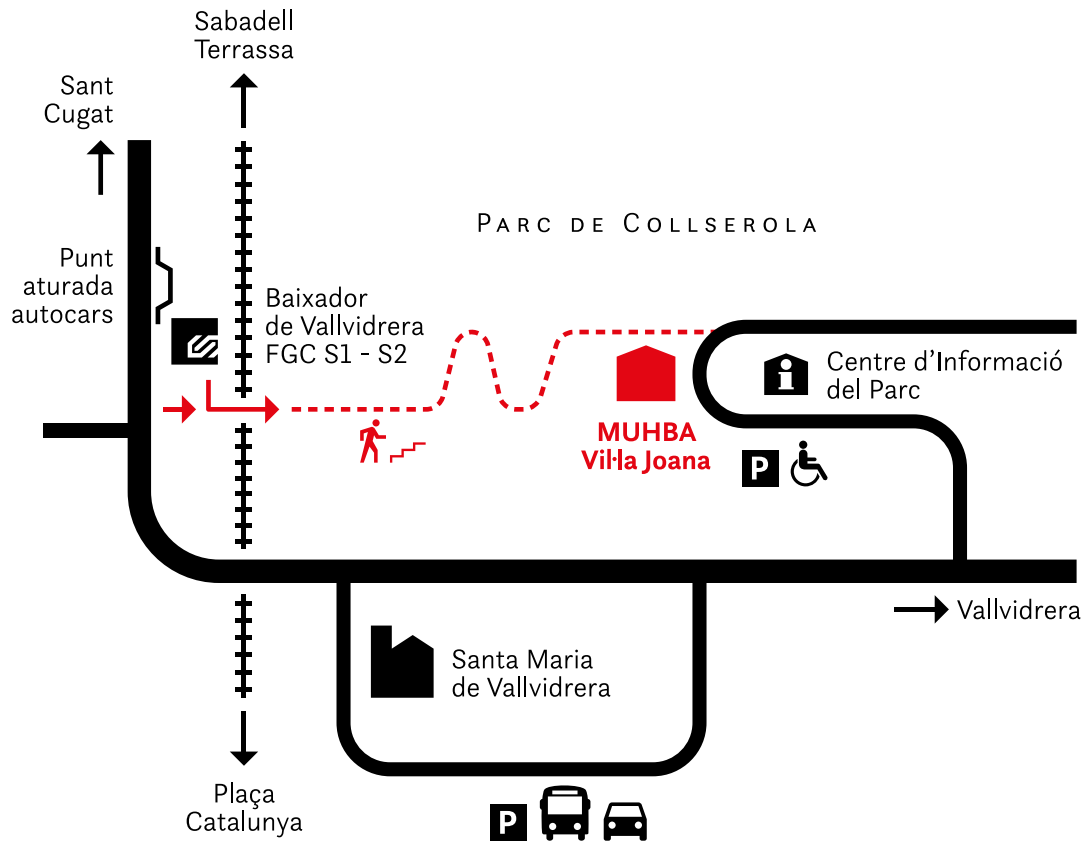 Sabadell
Terrassa
Sant
Cugat
PARC DE COLLSEROLA
Punt
aturada
autocars
Baixador
de Vallvidrera
FGC S1 - S2
Centre d’Informació
del Parc
MUHBA
Vil·la Joana
P
Vallvidrera
Santa Maria
de Vallvidrera
Plaça
Catalunya
P